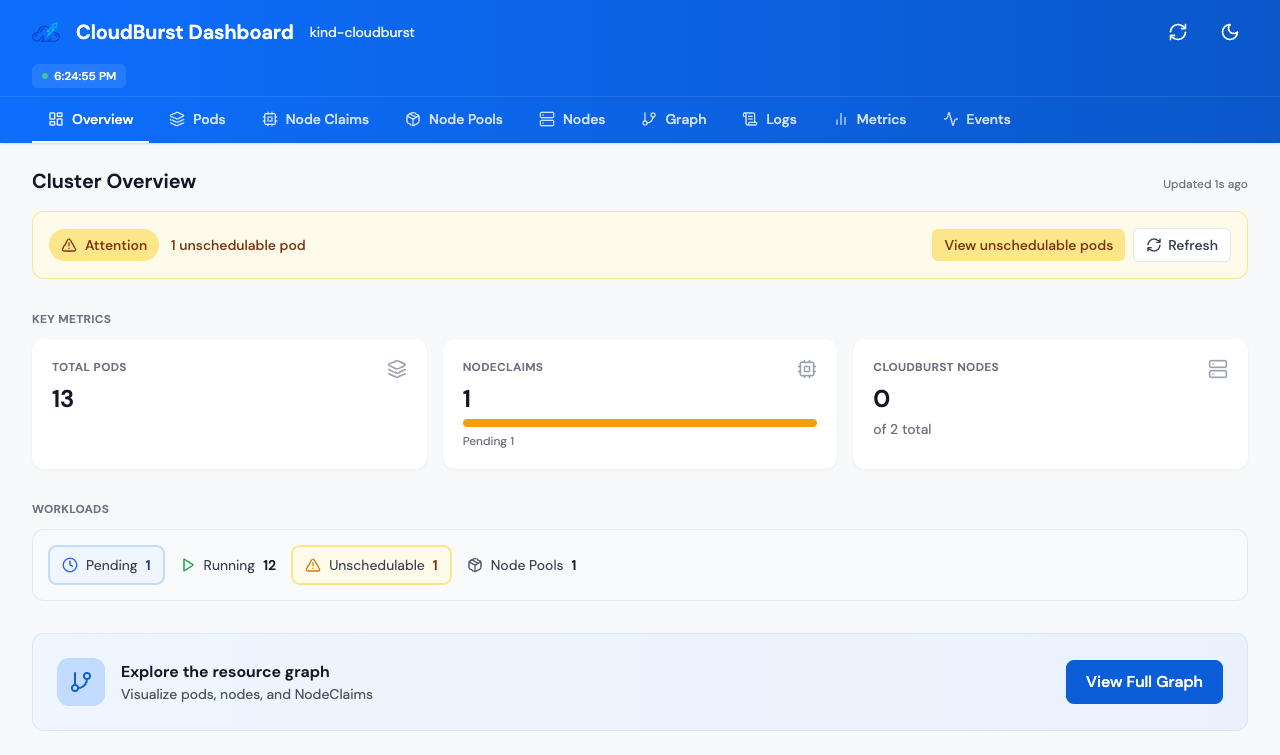 CloudBurst Dashboard kind-cloudburst
6:24:55 PM
Overview Pods Node Claims Node Pools Nodes Graph Logs Metrics Events
Cluster Overview
Updated 1s ago
Attention 1 unschedulable pod View unschedulable pods Refresh
KEY METRICS
TOTAL PODS
13
NODECLAIMS
1
Pending 1
CLOUDBURST NODES
0
of 2 total
WORKLOADS
Pending 1 Running 12 Unschedulable 1 Node Pools 1
Explore the resource graph
Visualize pods, nodes, and NodeClaims
View Full Graph